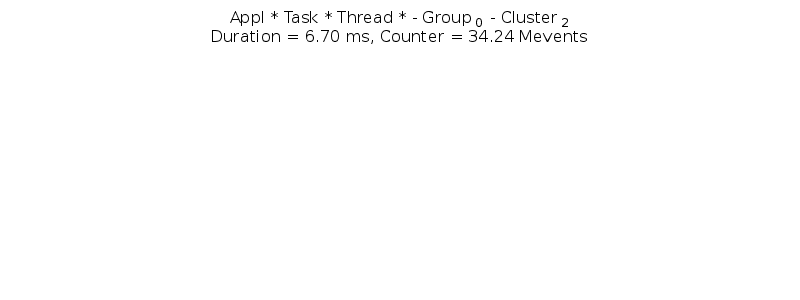 Appl * Task * Thread * - Group 0 - Cluster 2
Duration = 6.70 ms, Counter = 34.24 Mevents